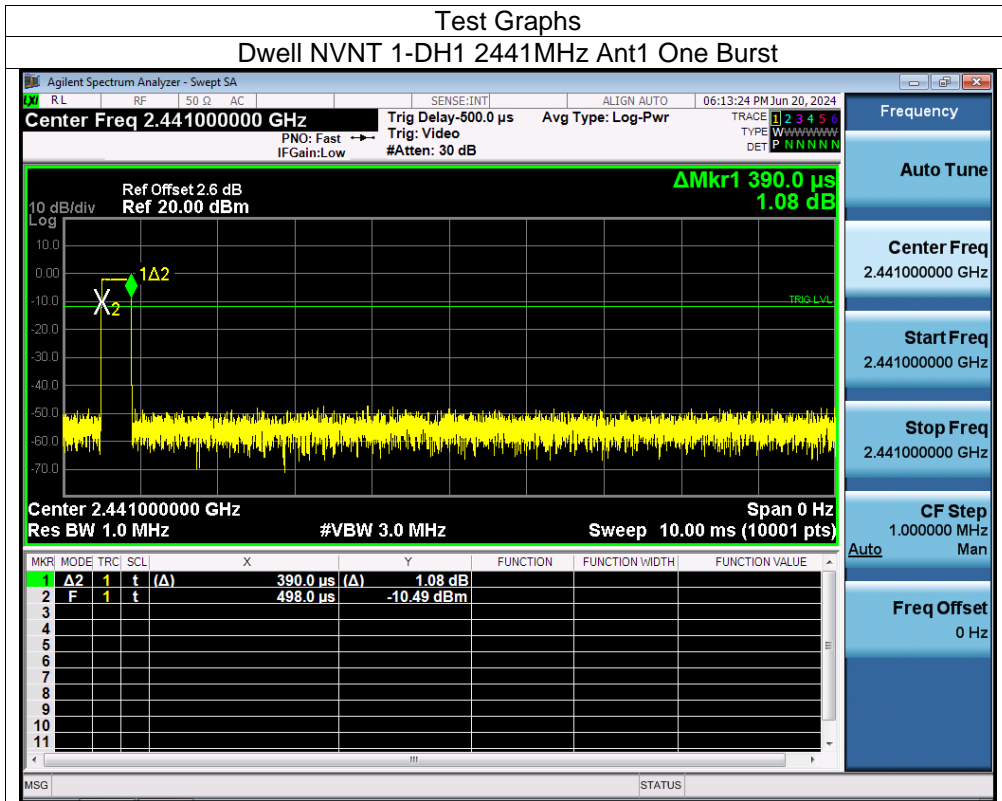 Test Graphs
Dwell NVNT 1-DH1 2441MHz Ant1 One Burst
Agilent Spectrum Analyzer - Swept SA
LXI RL RF 50 Ω AC SENSE:INT ALIGN AUTO 06:13:24 PM Jun 20, 2024
Center Freq 2.441000000 GHz
PNO: Fast
IFGain:Low
Trig Delay-500.0 µs
Trig: Video
#Atten: 30 dB
Avg Type: Log-Pwr
TRACE 1 2 3 4 5 6
TYPE WWWWWW
DET P N N N N N
Ref Offset 2.6 dB
10 dB/div Ref 20.00 dBm
Log
ΔMkr1 390.0 µs
1.08 dB
10.0
0.00
-10.0
-20.0
-30.0
-40.0
-50.0
-60.0
-70.0
1Δ2
2
TRIG LVL
Center 2.441000000 GHz Span 0 Hz
Res BW 1.0 MHz #VBW 3.0 MHz Sweep 10.00 ms (10001 pts)
MKR MODE TRC SCL X Y FUNCTION FUNCTION WIDTH FUNCTION VALUE
1 Δ2 1 t (Δ) 390.0 µs (Δ) 1.08 dB
2 F 1 t 498.0 µs -10.49 dBm
3
4
5
6
7
8
9
10
11
MSG STATUS
Frequency
Auto Tune
Center Freq
2.441000000 GHz
Start Freq
2.441000000 GHz
Stop Freq
2.441000000 GHz
CF Step
1.000000 MHz
Auto Man
Freq Offset
0 Hz